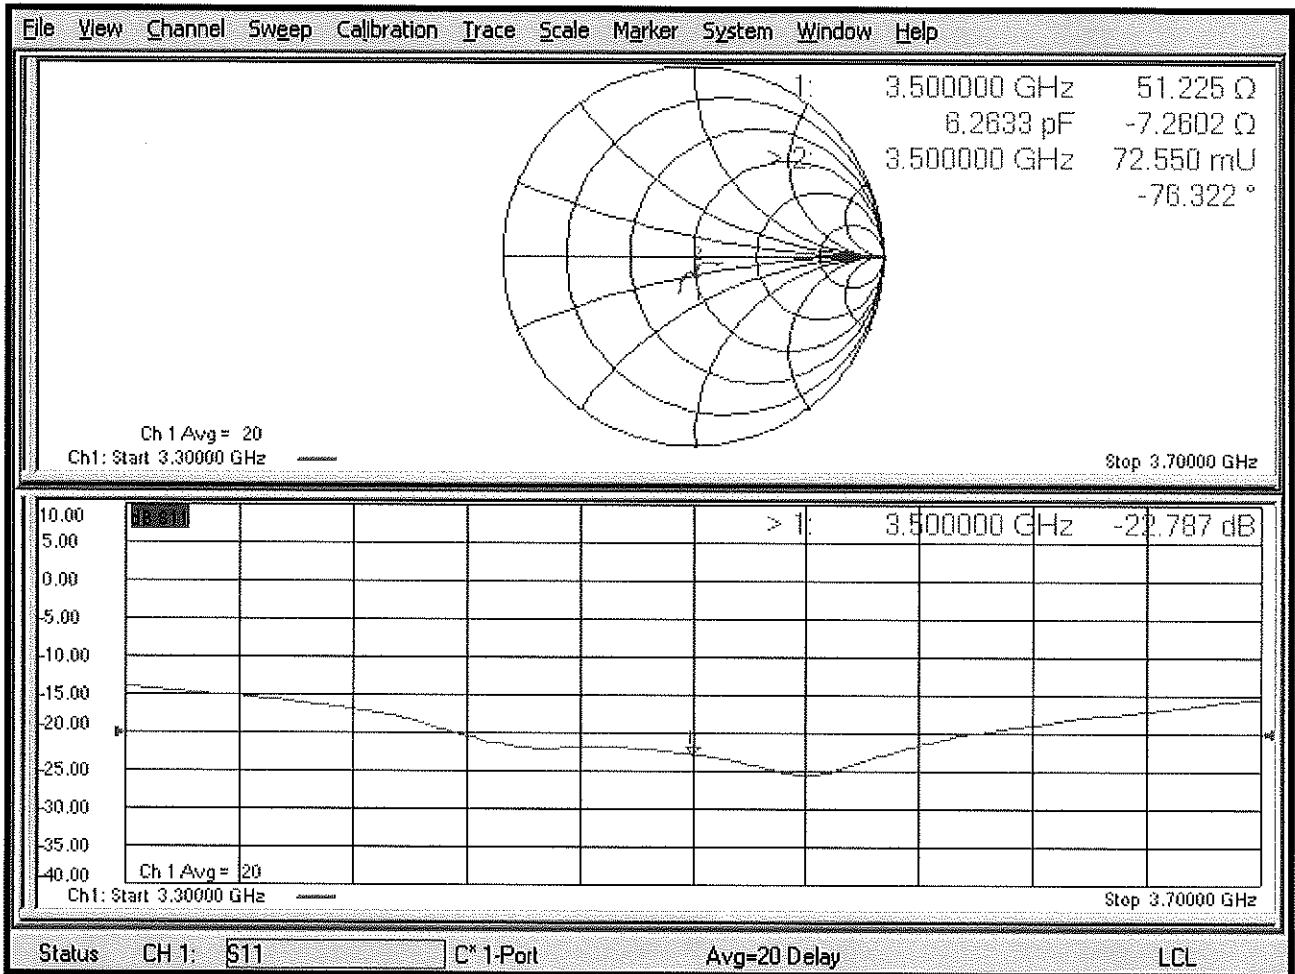 File View Channel Sweep Calibration Trace Scale Marker System Window Help
1: 3.500000 GHz 51.225 Ω
6.2633 pF -7.2602 Ω
> 2: 3.500000 GHz 72.550 mU
-76.322 °
Ch 1 Avg = 20
Ch1: Start 3.30000 GHz Stop 3.70000 GHz
10.00 dB S11 > 1: 3.500000 GHz -22.787 dB
5.00
0.00
-5.00
-10.00
-15.00
-20.00
-25.00
-30.00
-35.00
-40.00 Ch 1 Avg = 20
Ch1: Start 3.30000 GHz Stop 3.70000 GHz
Status CH 1: S11 C* 1-Port Avg=20 Delay LCL